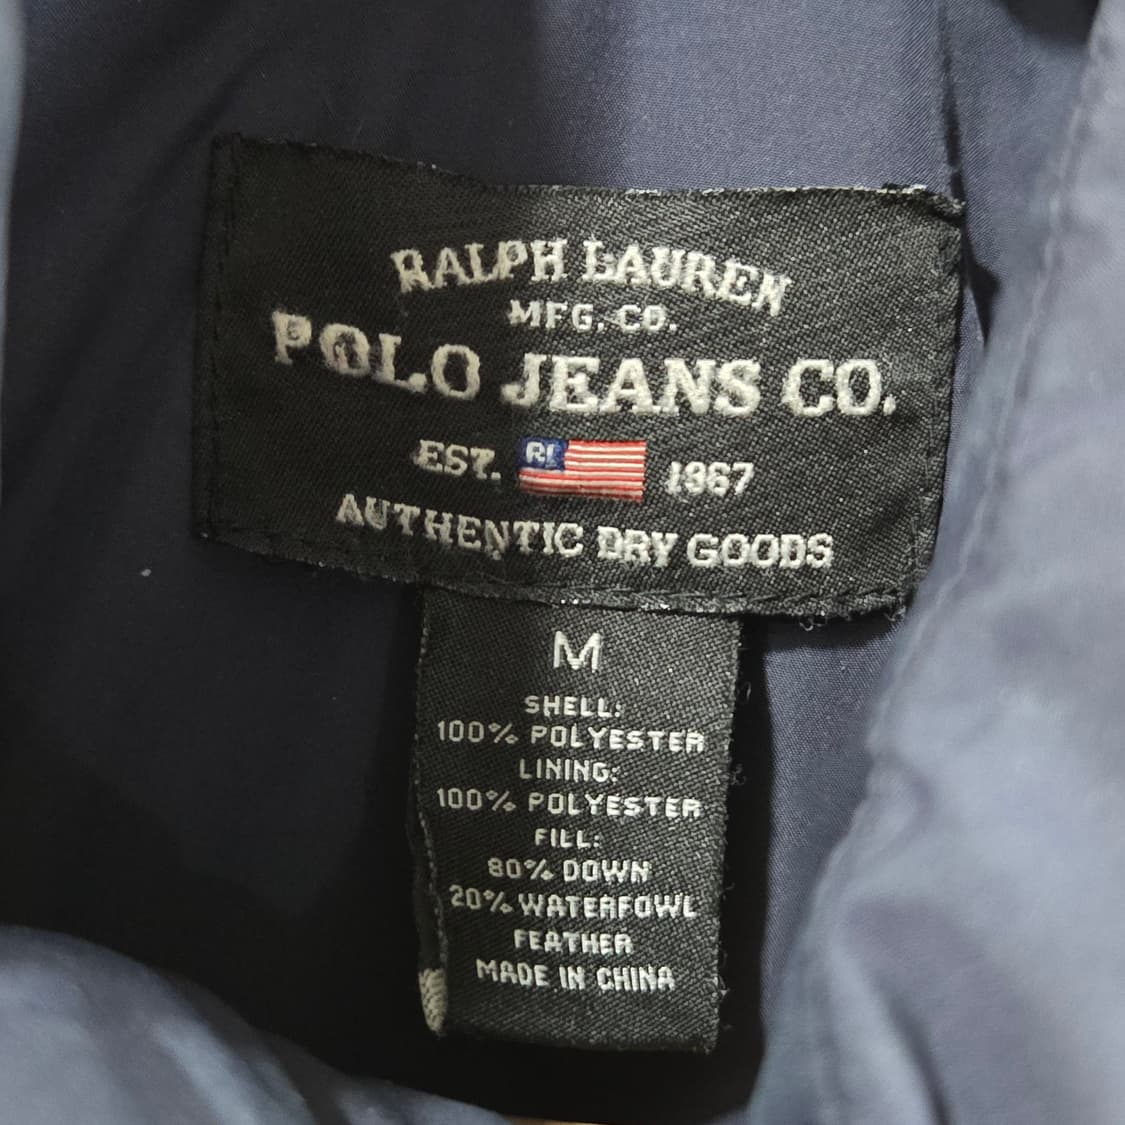 RALPH LAUREN
MFG. CO.
POLO JEANS CO.
EST. RL 1967
AUTHENTIC DRY GOODS
M
SHELL:
100% POLYESTER
LINING:
100% POLYESTER
FILL:
80% DOWN
20% WATERFOWL
FEATHER
MADE IN CHINA